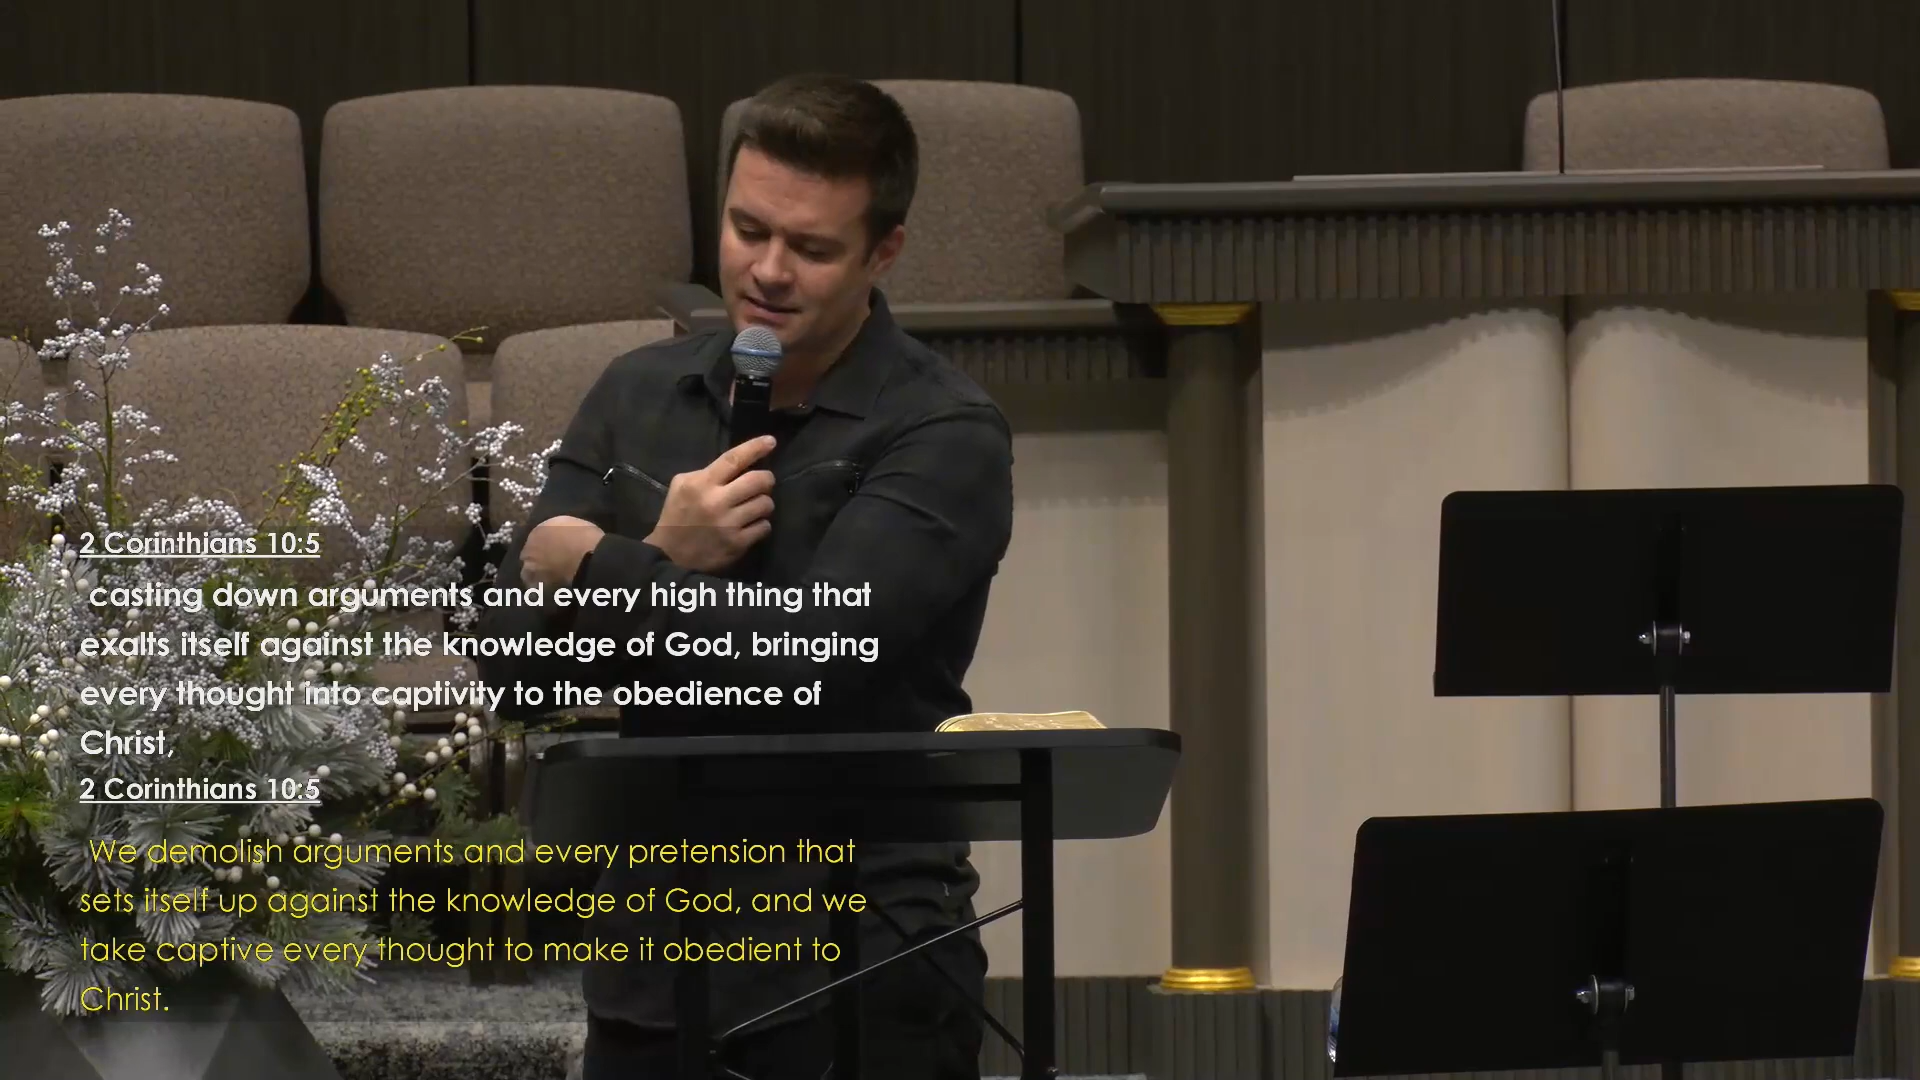 2 Corinthians 10:5
casting down arguments and every high thing that
exalts itself against the knowledge of God, bringing
every thought into captivity to the obedience of
Christ,
2 Corinthians 10:5
We demolish arguments and every pretension that
sets itself up against the knowledge of God, and we
take captive every thought to make it obedient to
Christ.